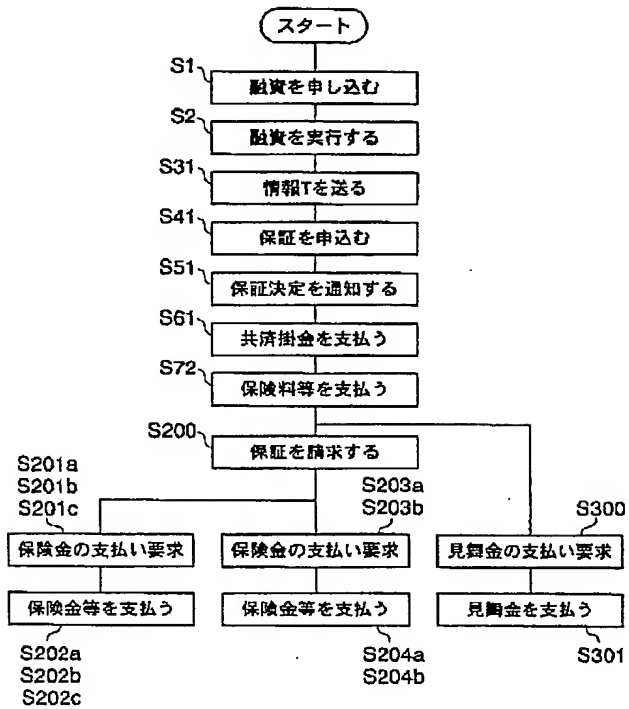 スタート
S1
融資を申し込む
S2
融資を実行する
S31
情報Tを送る
S41
保証を申込む
S51
保証決定を通知する
S61
共済掛金を支払う
S72
保険料等を支払う
S200
保証を請求する
S201a
S201b
S201c
保険金の支払い要求
保険金等を支払う
S202a
S202b
S202c
S203a
S203b
保険金の支払い要求
保険金等を支払う
S204a
S204b
S300
見舞金の支払い要求
見舞金を支払う
S301